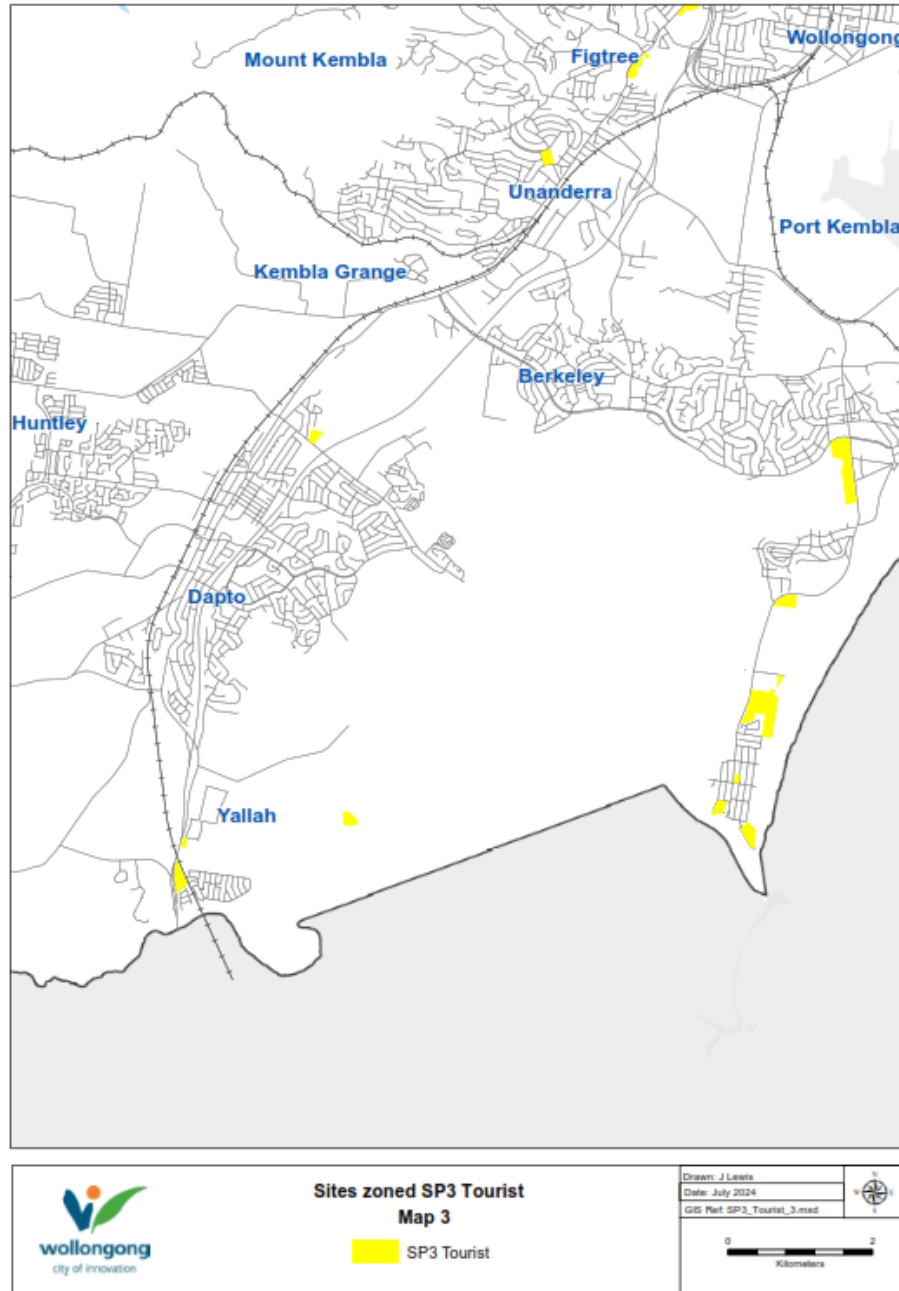 Wollongong
Mount Kembla
Figtree
Unanderra
Port Kembla
Kembla Grange
Berkeley
Huntley
Dapto
Yallah
wollongong
city of innovation
Sites zoned SP3 Tourist
Map 3
SP3 Tourist
Drawn: J Lewis
Date: July 2024
GIS Ref: SP3_Tourist_3.mxd
N
W
E
S
0
2
Kilometers